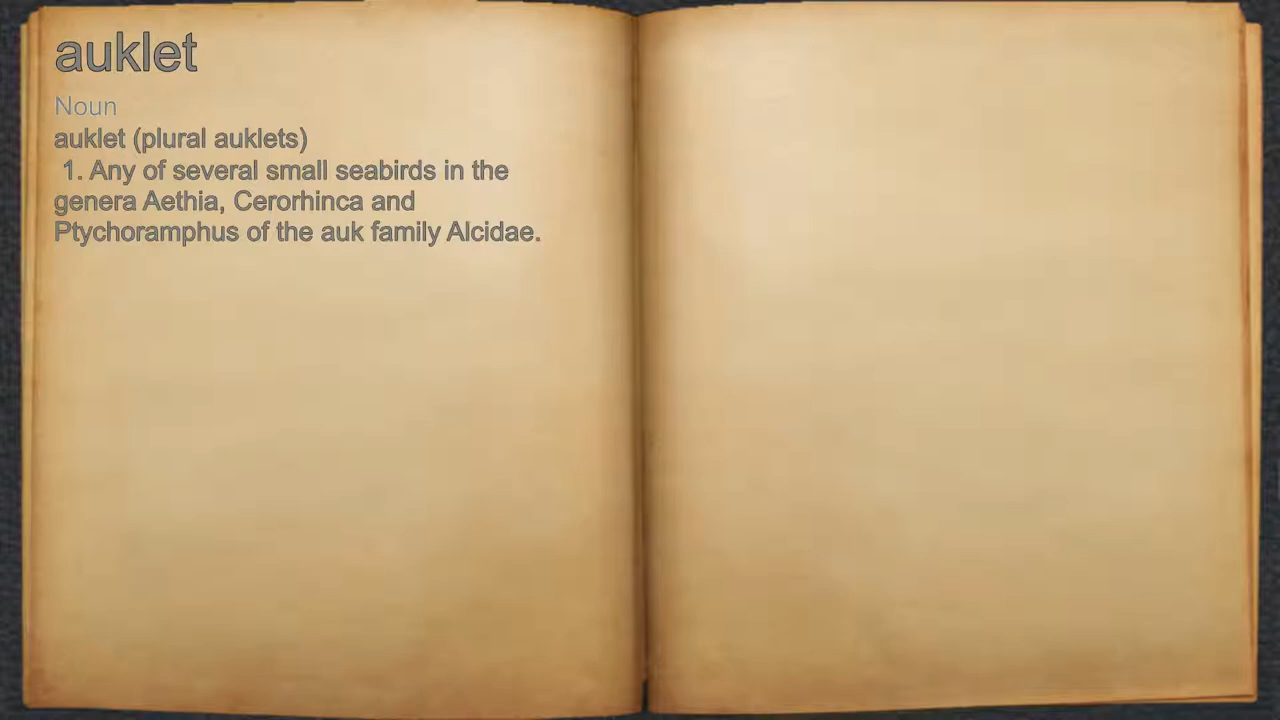 auklet
Noun
auklet (plural auklets)
1. Any of several small seabirds in the
genera Aethia, Cerorhinca and
Ptychoramphus of the auk family Alcidae.